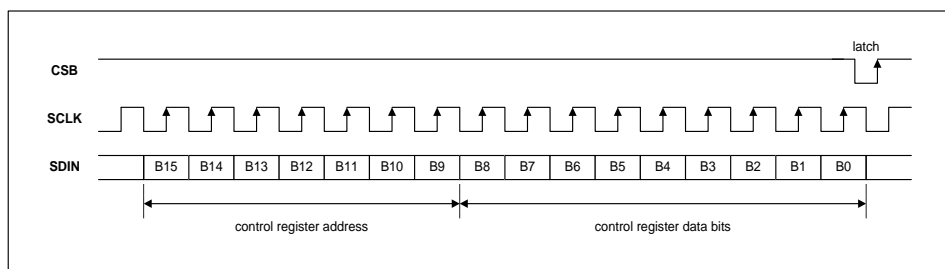 latch
CSB
SCLK
SDIN B15 B14 B13 B12 B11 B10 B9 B8 B7 B6 B5 B4 B3 B2 B1 B0
control register address control register data bits